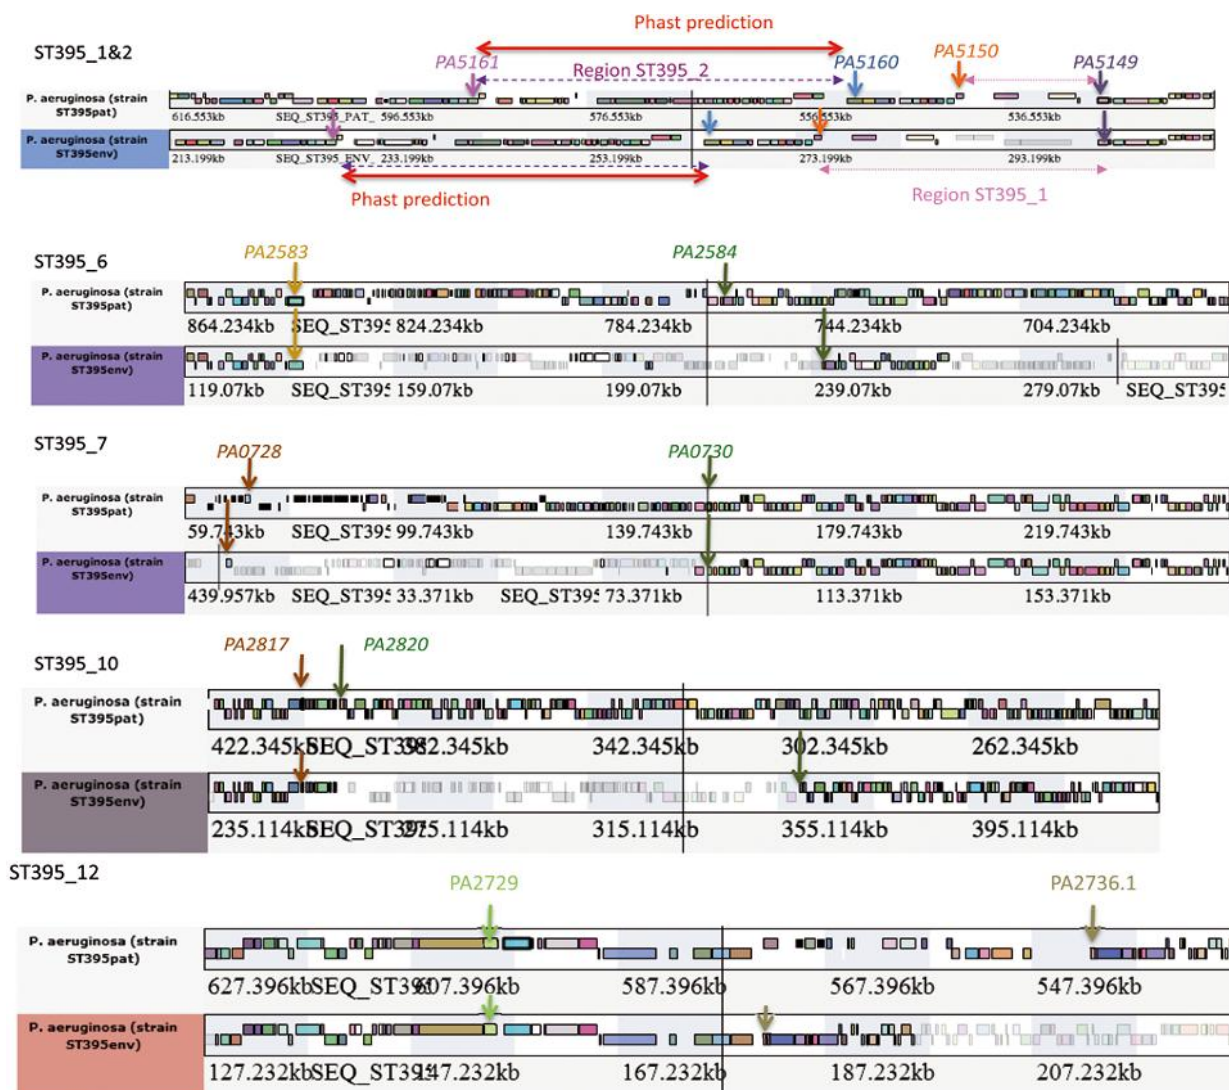 Phast prediction
ST395_1&2
PA5161
PA5160
PA5150
PA5149
Region ST395_2
P. aeruginosa (strain
ST395pat)
616.553kb SEQ_ST395_PAT_ 596.553kb 576.553kb 556.553kb 536.553kb
P. aeruginosa (strain
ST395env)
213.199kb SEQ_ST395_ENV_ 233.199kb 253.199kb 273.199kb 293.199kb
Phast prediction
Region ST395_1
ST395_6
PA2583
PA2584
P. aeruginosa (strain
ST395pat)
864.234kb SEQ_ST395 824.234kb 784.234kb 744.234kb 704.234kb
P. aeruginosa (strain
ST395env)
119.07kb SEQ_ST395 159.07kb 199.07kb 239.07kb 279.07kb SEQ_ST395
ST395_7
PA0728
PA0730
P. aeruginosa (strain
ST395pat)
59.743kb SEQ_ST395 99.743kb 139.743kb 179.743kb 219.743kb
P. aeruginosa (strain
ST395env)
439.957kb SEQ_ST395 33.371kb SEQ_ST395 73.371kb 113.371kb 153.371kb
ST395_10
PA2817
PA2820
P. aeruginosa (strain
ST395pat)
422.345kb 342.345kb 302.345kb 262.345kb
P. aeruginosa (strain
ST395env)
235.114kb 315.114kb 355.114kb 395.114kb
ST395_12
PA2729
PA2736.1
P. aeruginosa (strain
ST395pat)
627.396kb 607.396kb 587.396kb 567.396kb 547.396kb
P. aeruginosa (strain
ST395env)
127.232kb 147.232kb 167.232kb 187.232kb 207.232kb